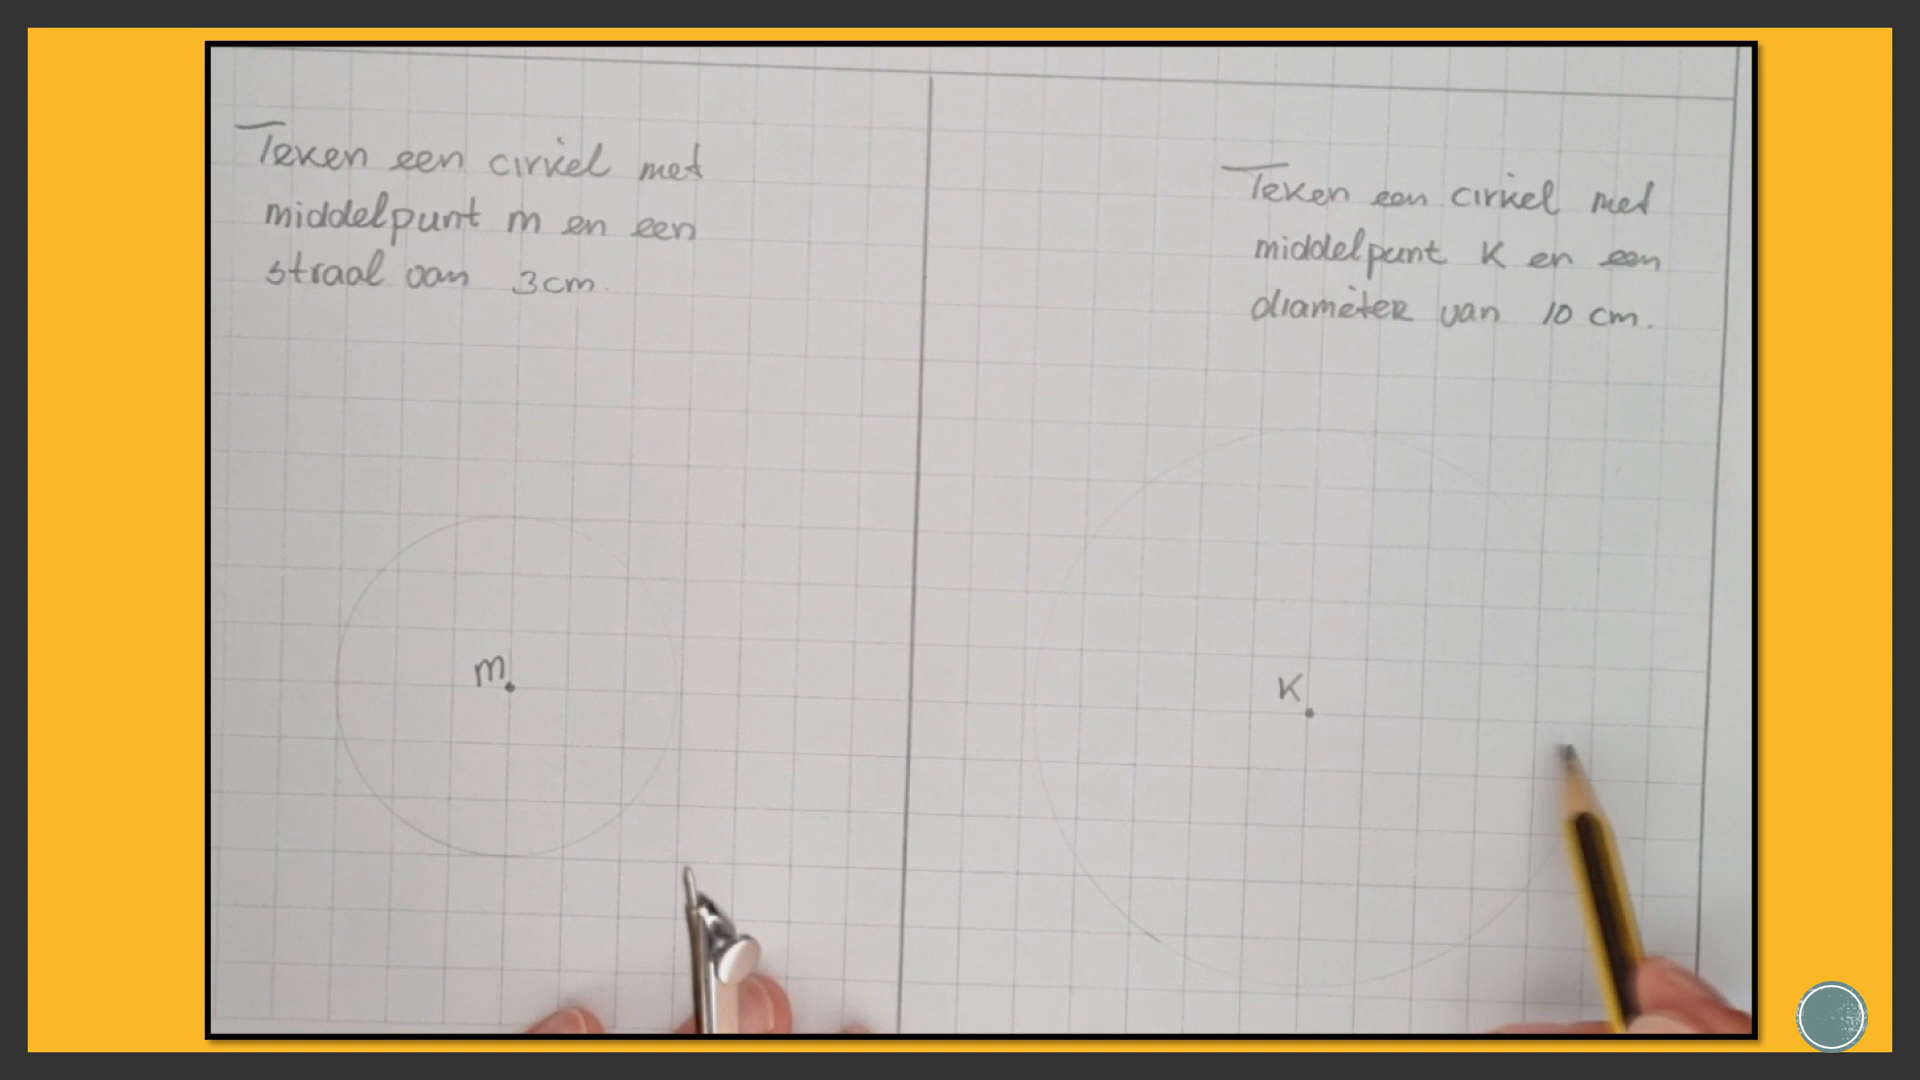 Teken een cirkel met
middelpunt m en een
straal van 3cm.
Teken een cirkel met
middelpunt K en een
diameter van 10 cm.
m
K